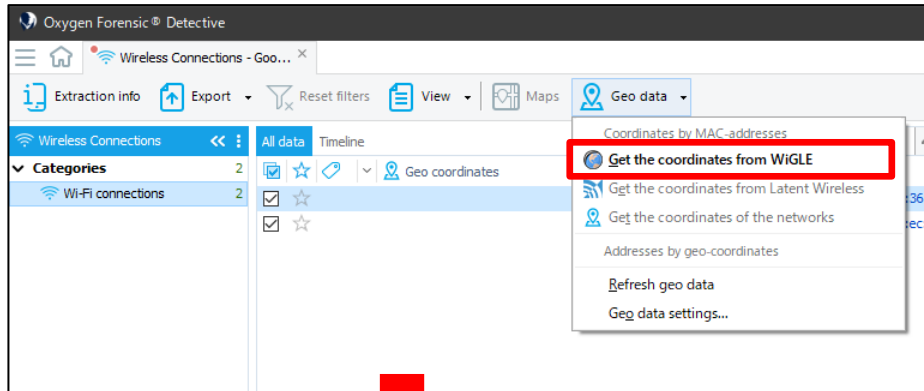 Oxygen Forensic® Detective
Wireless Connections - Goo... ×
Extraction info Export Reset filters View Maps Geo data
Wireless Connections << All data Timeline
Coordinates by MAC-addresses
Categories 2 Geo coordinates
Get the coordinates from WiGLE
Wi-Fi connections 2
Get the coordinates from Latent Wireless
:36
Get the coordinates of the networks
Addresses by geo-coordinates
Refresh geo data
Geo data settings...